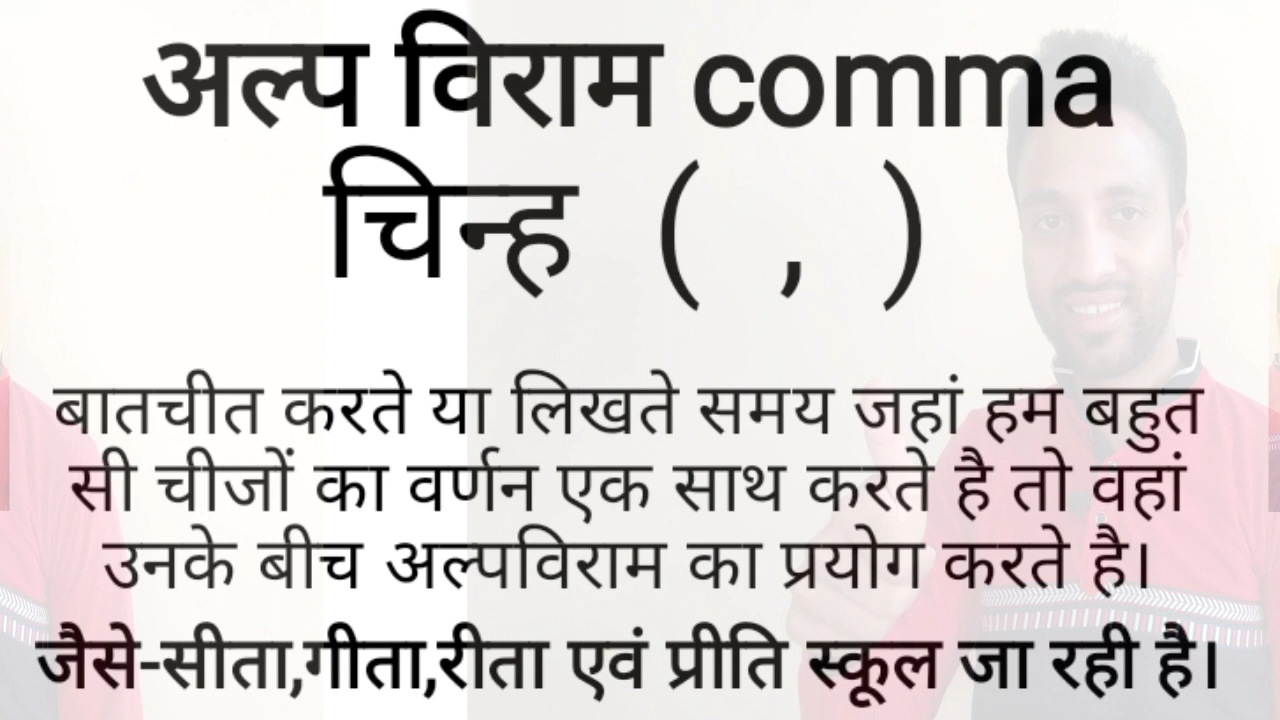 अल्प विराम comma
चिन्ह ( , )
बातचीत करते या लिखते समय जहां हम बहुत
सी चीजों का वर्णन एक साथ करते है तो वहां
उनके बीच अल्पविराम का प्रयोग करते है।
जैसे-सीता,गीता,रीता एवं प्रीति स्कूल जा रही है।